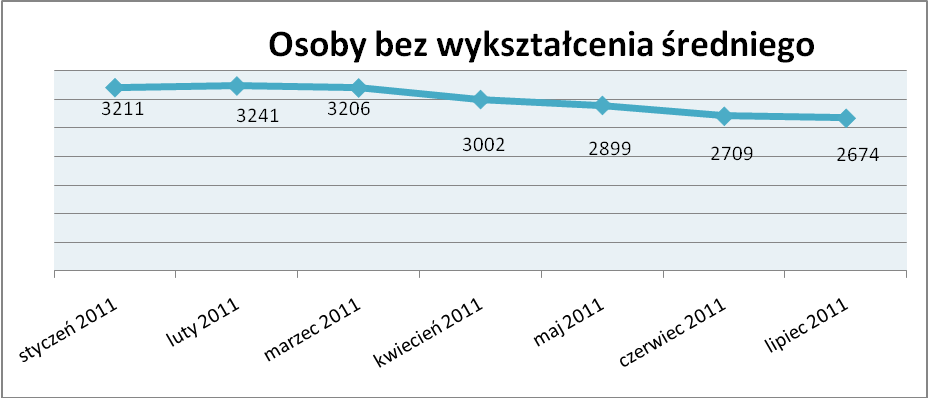 Osoby bez wykształcenia średniego
3211
3241
3206
3002
2899
2709
2674
styczeń 2011
luty 2011
marzec 2011
kwiecień 2011
maj 2011
czerwiec 2011
lipiec 2011